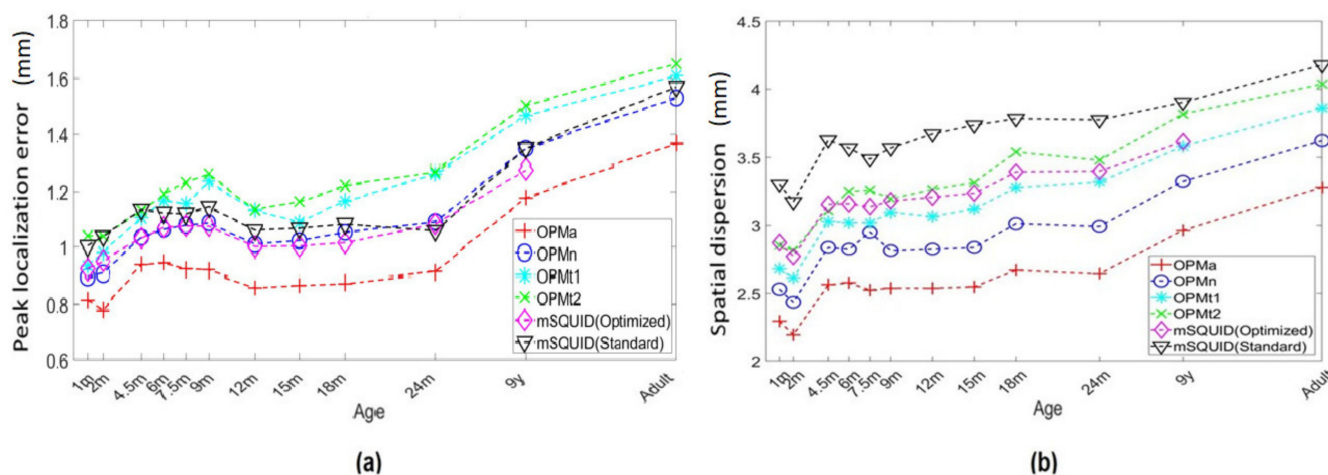 Peak localization error (mm)
1.8
1.6
1.4
1.2
1
0.8
0.6
OPMa
OPMn
OPMt1
OPMt2
mSQUID(Optimized)
mSQUID(Standard)
2m
4.5m
6m
7.5m
9m
12m
15m
18m
24m
9y
Adult
Age
(a)
Spatial dispersion (mm)
4.5
4
3.5
3
2.5
2
OPMa
OPMn
OPMt1
OPMt2
mSQUID(Optimized)
mSQUID(Standard)
2m
4.5m
6m
7.5m
9m
12m
15m
18m
24m
9y
Adult
Age
(b)